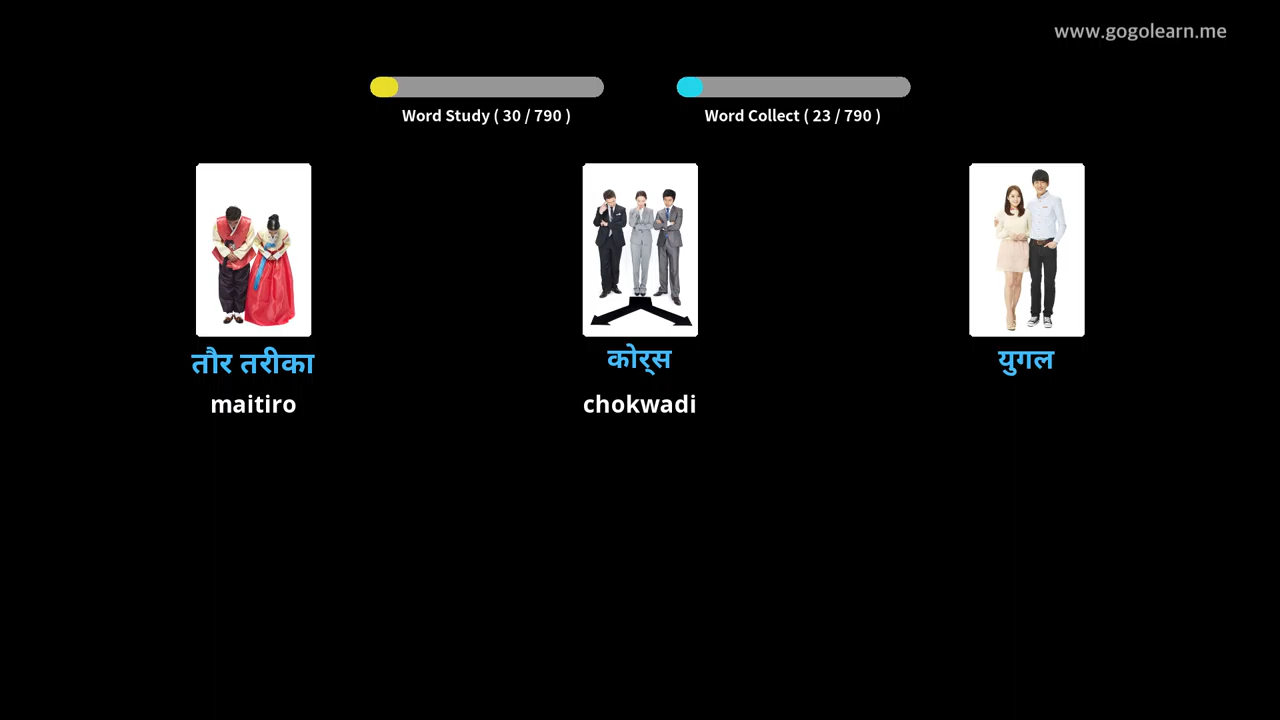 www.gogolearn.me
Word Study ( 30 / 790 )
Word Collect ( 23 / 790 )
तौर तरीका
कोर्स
युगल
maitiro
chokwadi